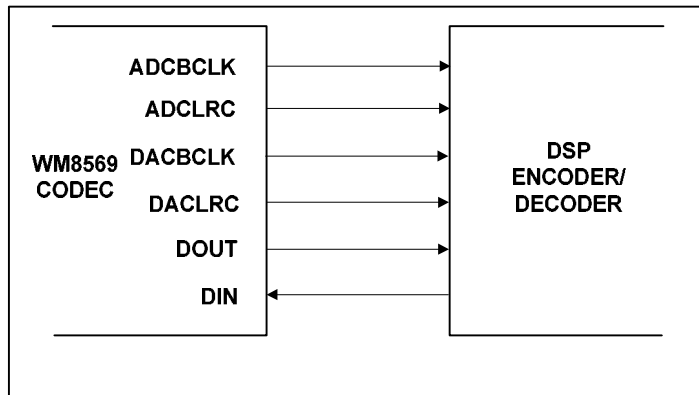 ADCBCLK
ADCLRC
WM8569
CODEC
DACBCLK
DACLRC
DOUT
DIN
DSP
ENCODER/
DECODER